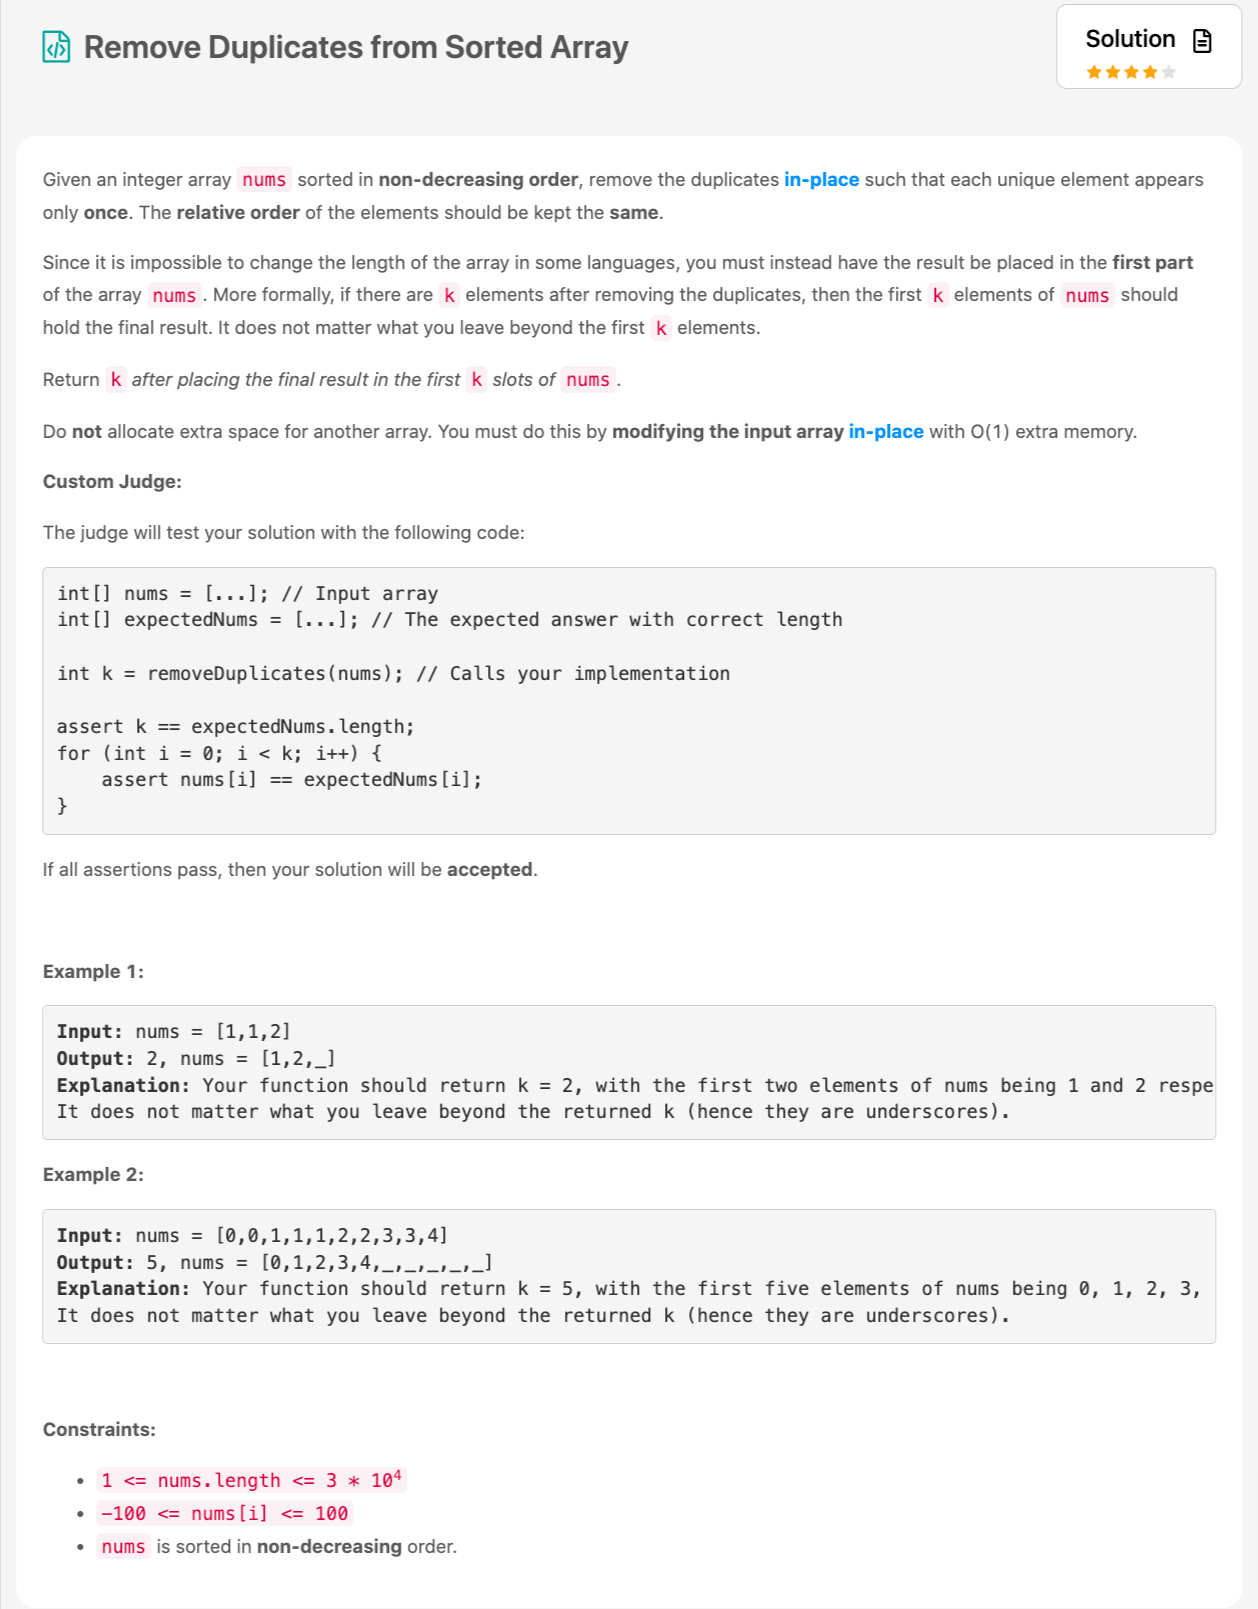 Remove Duplicates from Sorted Array
Solution
Given an integer array nums sorted in non-decreasing order, remove the duplicates in-place such that each unique element appears
only once. The relative order of the elements should be kept the same.
Since it is impossible to change the length of the array in some languages, you must instead have the result be placed in the first part
of the array nums . More formally, if there are k elements after removing the duplicates, then the first k elements of nums should
hold the final result. It does not matter what you leave beyond the first k elements.
Return k after placing the final result in the first k slots of nums .
Do not allocate extra space for another array. You must do this by modifying the input array in-place with O(1) extra memory.
Custom Judge:
The judge will test your solution with the following code:
int[] nums = [...]; // Input array
int[] expectedNums = [...]; // The expected answer with correct length
int k = removeDuplicates(nums); // Calls your implementation
assert k == expectedNums.length;
for (int i = 0; i < k; i++) {
    assert nums[i] == expectedNums[i];
}
If all assertions pass, then your solution will be accepted.
Example 1:
Input: nums = [1,1,2]
Output: 2, nums = [1,2,_]
Explanation: Your function should return k = 2, with the first two elements of nums being 1 and 2 respe
It does not matter what you leave beyond the returned k (hence they are underscores).
Example 2:
Input: nums = [0,0,1,1,1,2,2,3,3,4]
Output: 5, nums = [0,1,2,3,4,_,_,_,_,_]
Explanation: Your function should return k = 5, with the first five elements of nums being 0, 1, 2, 3,
It does not matter what you leave beyond the returned k (hence they are underscores).
Constraints:
• 1 <= nums.length <= 3 * 10⁴
• -100 <= nums[i] <= 100
• nums is sorted in non-decreasing order.